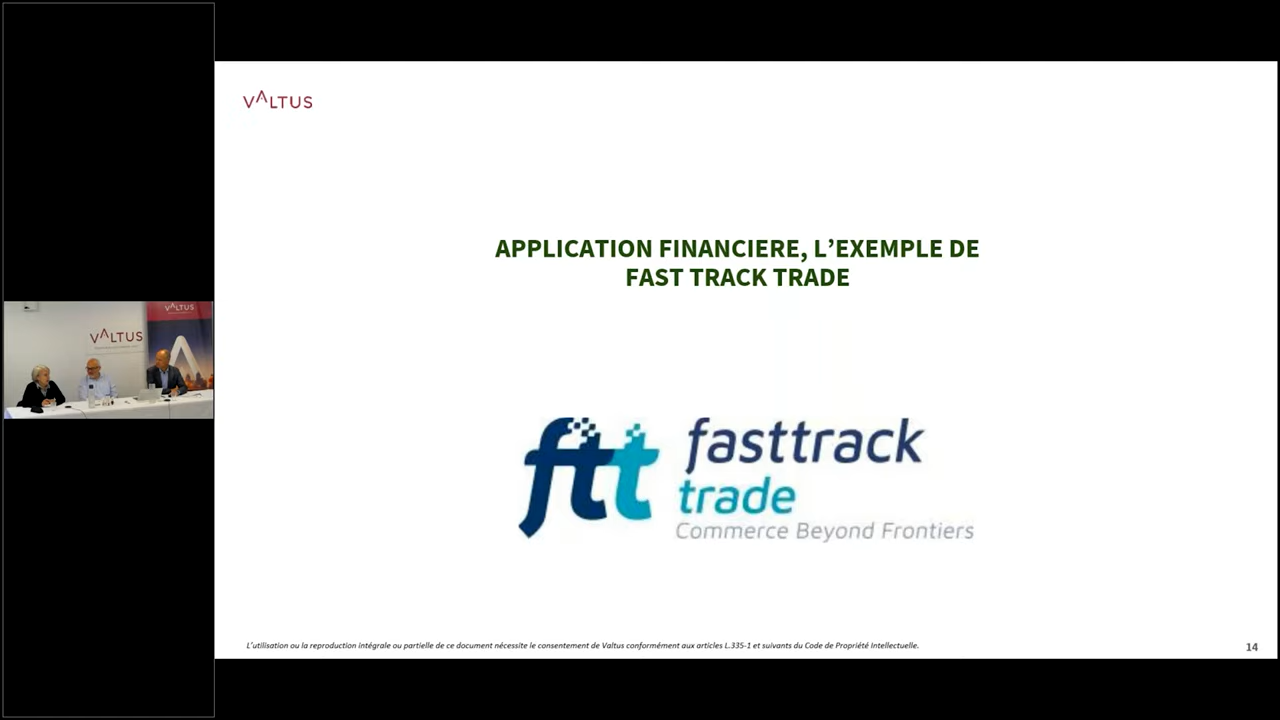 VALTUS
APPLICATION FINANCIERE, L’EXEMPLE DE
FAST TRACK TRADE
VALTUS
VALTUS
ftt
fasttrack
trade
Commerce Beyond Frontiers
L’utilisation ou la reproduction intégrale ou partielle de ce document nécessite le consentement de Valtus conformément aux articles L.335-1 et suivants du Code de Propriété Intellectuelle.
14